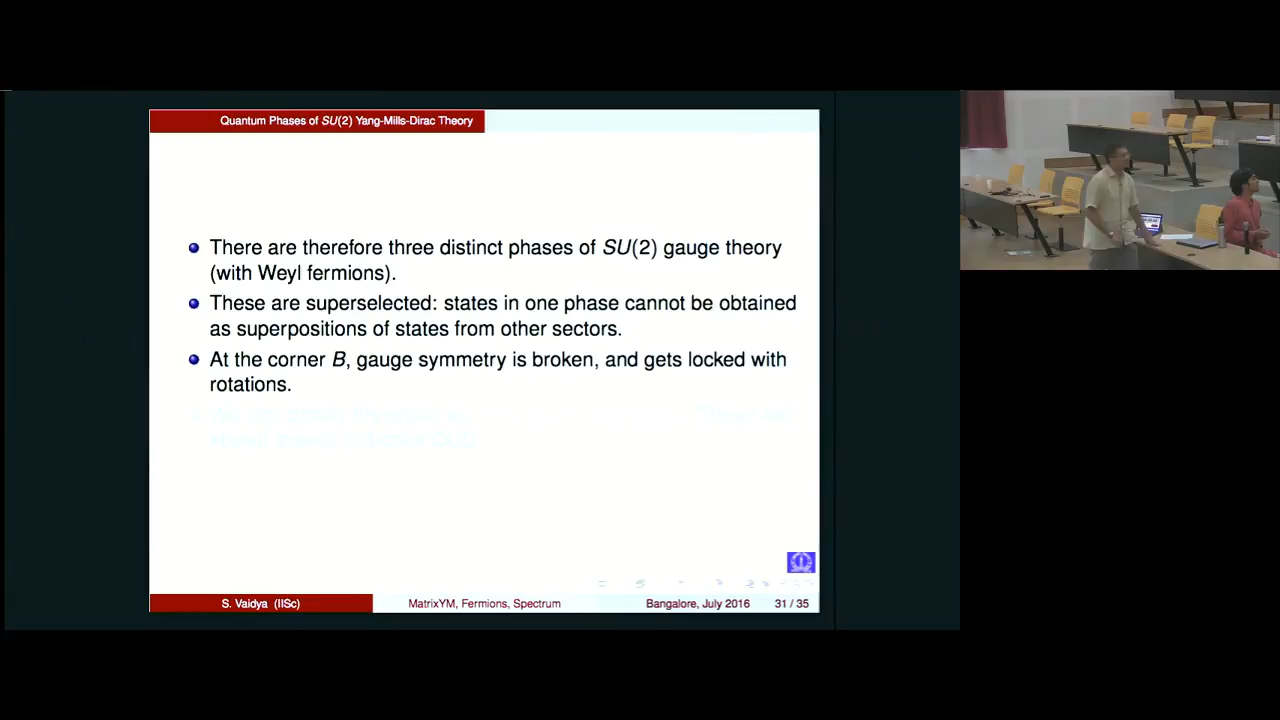 Quantum Phases of SU(2) Yang-Mills-Dirac Theory
There are therefore three distinct phases of SU(2) gauge theory
(with Weyl fermions).
These are superselected: states in one phase cannot be obtained
as superpositions of states from other sectors.
At the corner B, gauge symmetry is broken, and gets locked with
rotations.
S. Vaidya (IISc)
MatrixYM, Fermions, Spectrum
Bangalore, July 2016
31 / 35